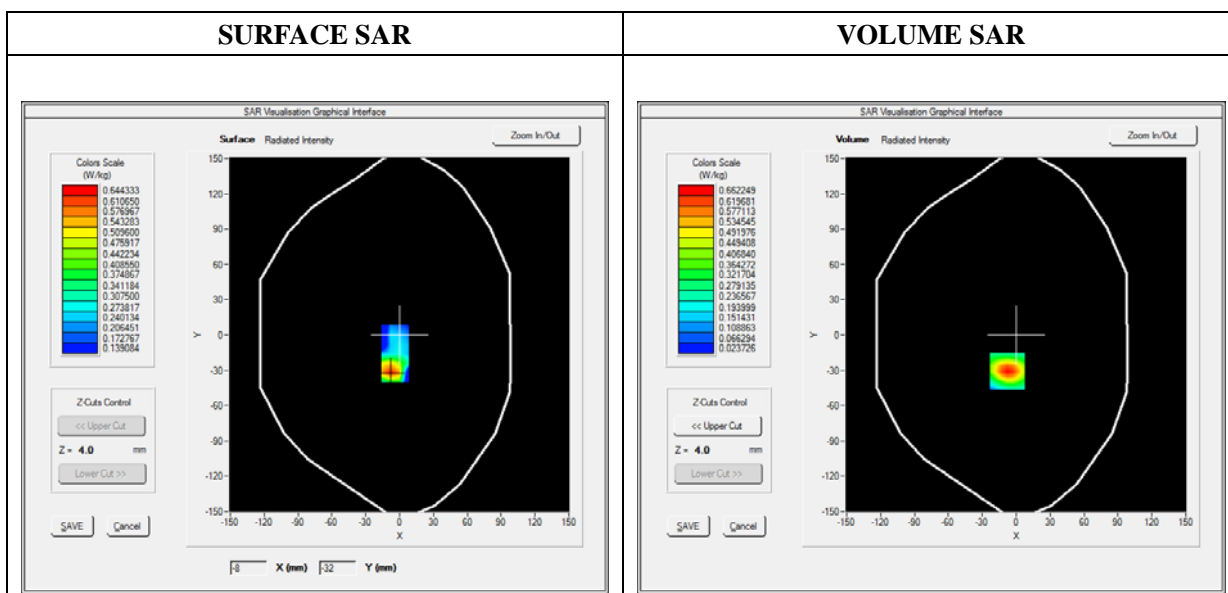 SURFACE SAR
VOLUME SAR
SAR Visualisation Graphical Interface
Surface Radiated Intensity
Zoom In/Out
Colors Scale
(W/kg)
0.644333
0.610650
0.576967
0.543283
0.509600
0.475917
0.442234
0.408550
0.374867
0.341184
0.307500
0.273817
0.240134
0.206451
0.172767
0.139084
150
120
90
60
30
0
-30
-60
-90
-120
-150
Y
-150 -120 -90 -60 -30 0 30 60 90 120 150
X
Z-Cuts Control
<< Upper Cut
Z = 4.0 mm
Lower Cut >>
SAVE Cancel
-8 X (mm) -32 Y (mm)
SAR Visualisation Graphical Interface
Volume Radiated Intensity
Zoom In/Out
Colors Scale
(W/kg)
0.662249
0.619681
0.577113
0.534545
0.491976
0.449408
0.406840
0.364272
0.321704
0.279135
0.236567
0.193999
0.151431
0.108863
0.066294
0.023726
150
120
90
60
30
0
-30
-60
-90
-120
-150
Y
-150 -120 -90 -60 -30 0 30 60 90 120 150
X
Z-Cuts Control
<< Upper Cut
Z = 4.0 mm
Lower Cut >>
SAVE Cancel